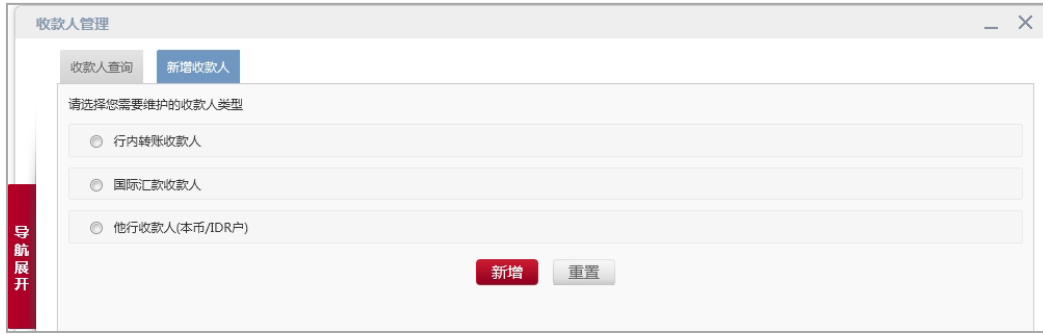 收款人管理
收款人查询 新增收款人
请选择您需要维护的收款人类型
行内转账收款人
国际汇款收款人
他行收款人(本币/IDR户)
新增 重置
导航展开